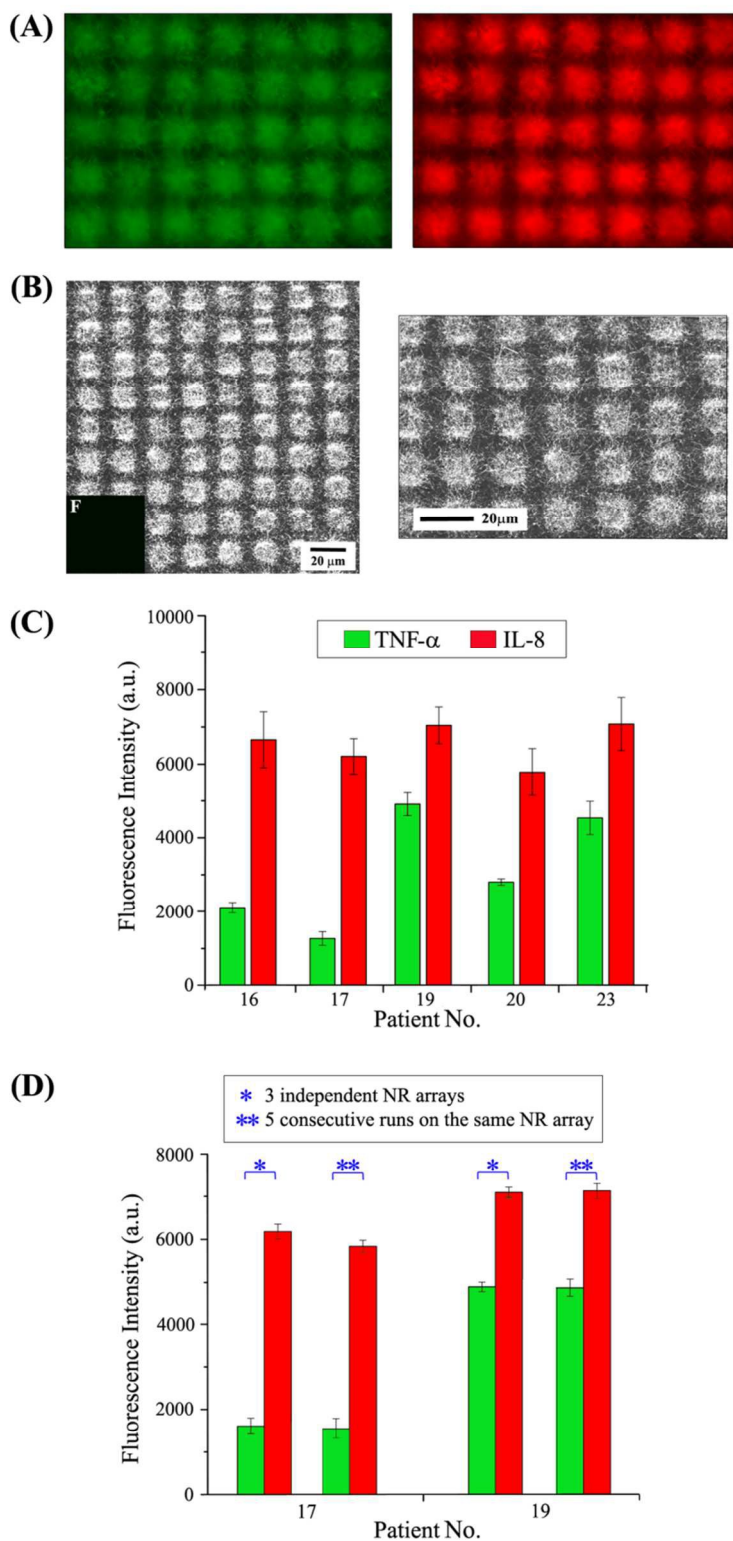 (A)
(B)
F
20 μm
20μm
(C)
10000
8000
6000
4000
2000
0
Fluorescence Intensity (a.u.)
TNF-α
IL-8
16 17 19 20 23
Patient No.
(D)
* 3 independent NR arrays
** 5 consecutive runs on the same NR array
8000
6000
4000
2000
0
Fluorescence Intensity (a.u.)
* ** * **
17 19
Patient No.